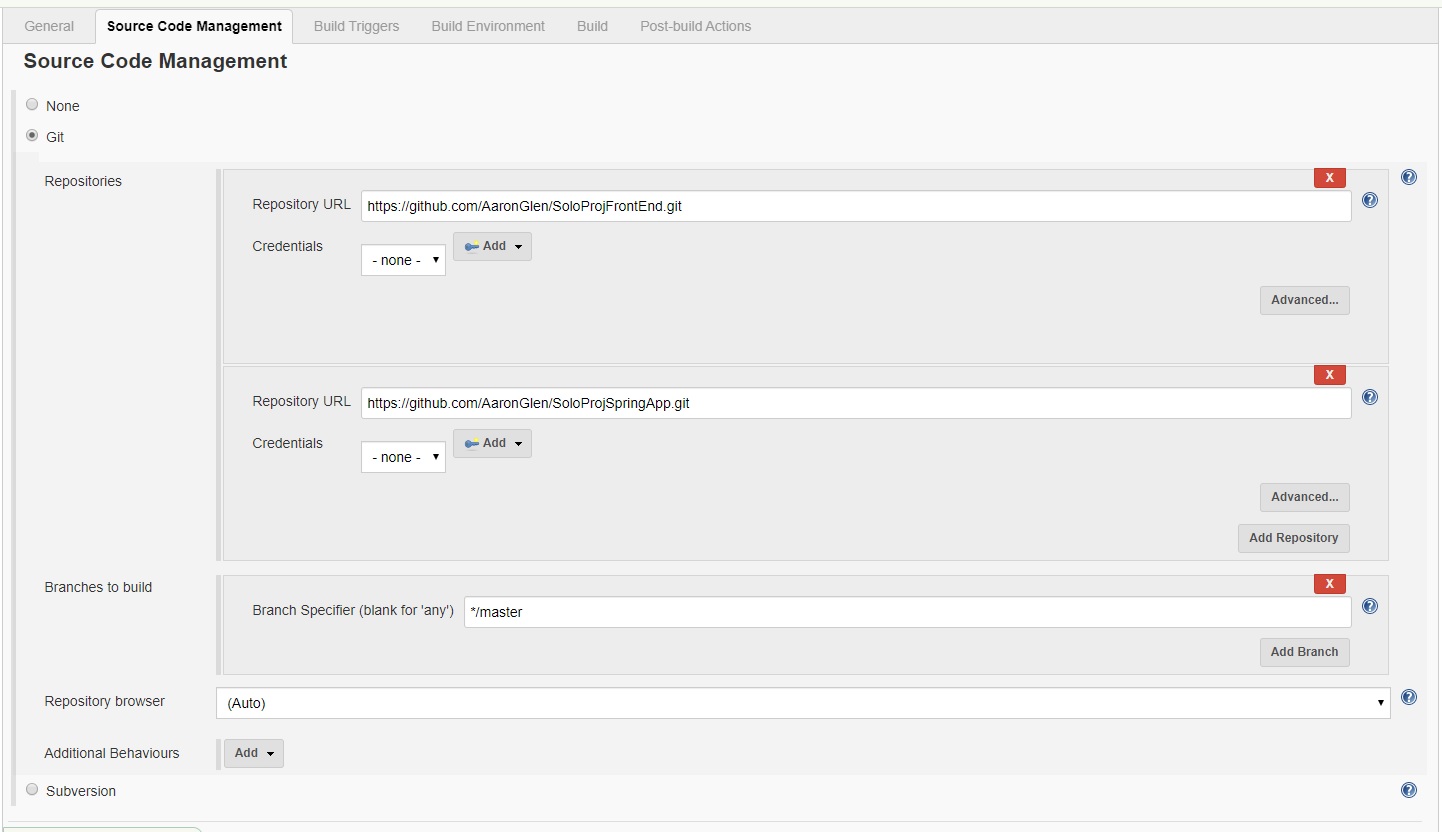 General Source Code Management Build Triggers Build Environment Build Post-build Actions
Source Code Management
None
Git
Repositories
X
Repository URL https://github.com/AaronGlen/SoloProjFrontEnd.git
Credentials
- none - Add
Advanced...
X
Repository URL https://github.com/AaronGlen/SoloProjSpringApp.git
Credentials
- none - Add
Advanced...
Add Repository
Branches to build
X
Branch Specifier (blank for 'any') */master
Add Branch
Repository browser (Auto)
Additional Behaviours Add
Subversion